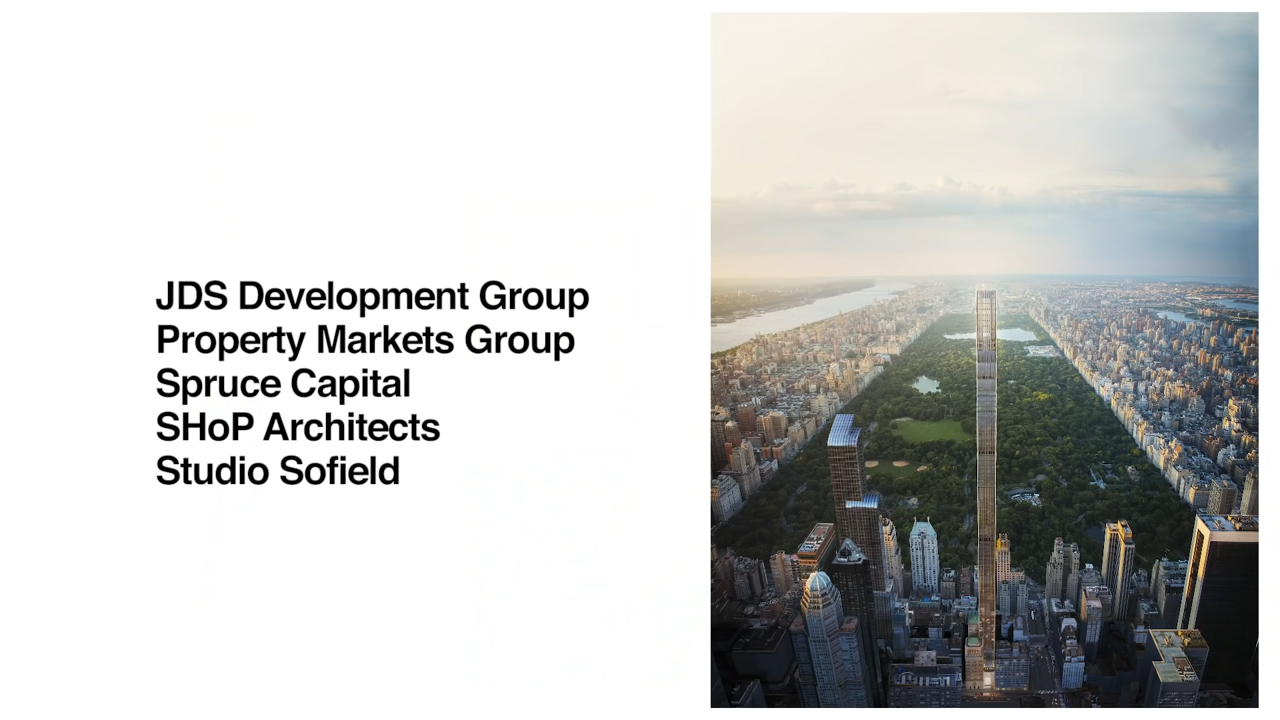 JDS Development Group
Property Markets Group
Spruce Capital
SHoP Architects
Studio Sofield